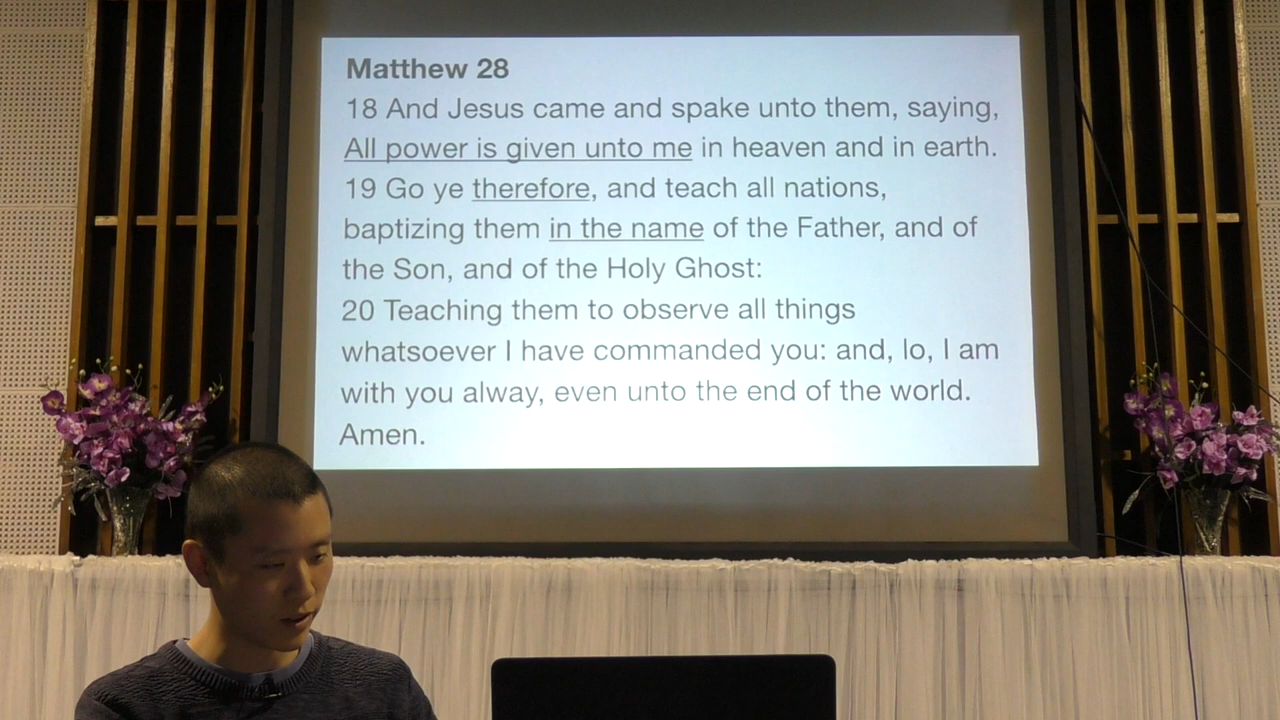 Matthew 28
18 And Jesus came and spake unto them, saying,
All power is given unto me in heaven and in earth.
19 Go ye therefore, and teach all nations,
baptizing them in the name of the Father, and of
the Son, and of the Holy Ghost:
20 Teaching them to observe all things
whatsoever I have commanded you: and, lo, I am
with you alway, even unto the end of the world.
Amen.